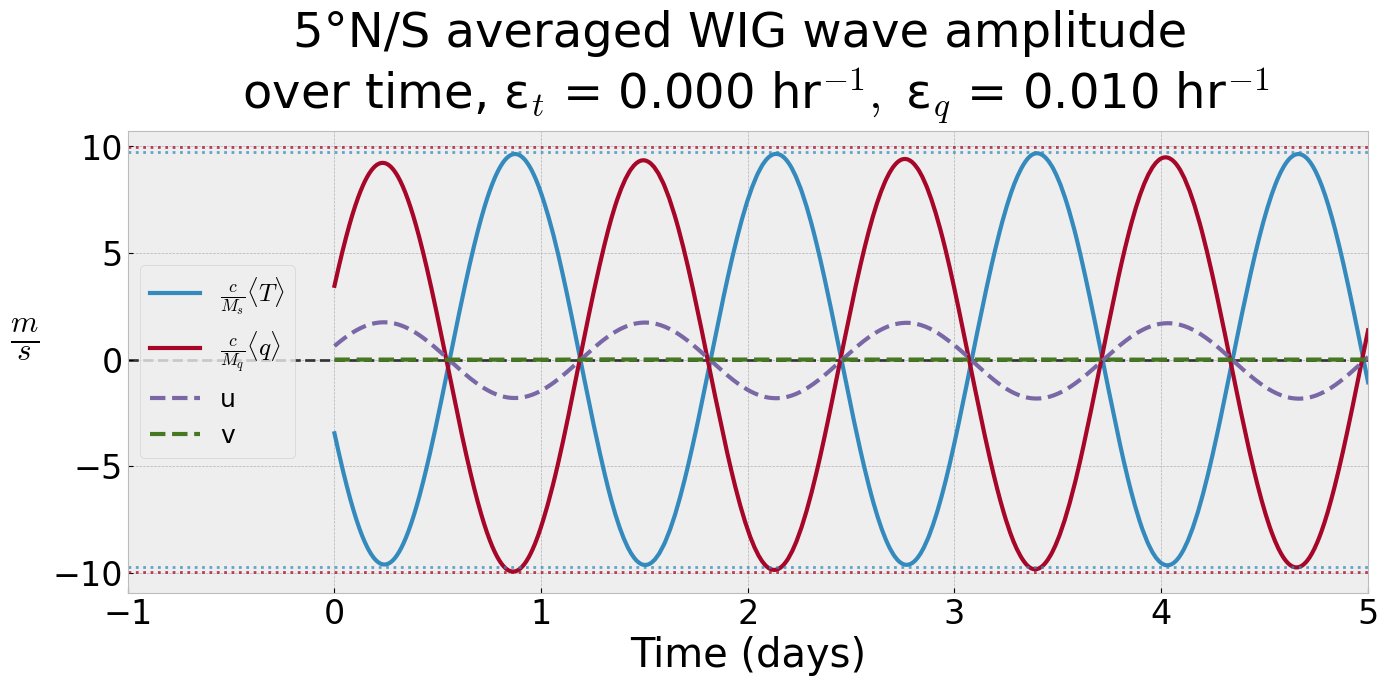 5°N/S averaged WIG wave amplitude
over time, ε_t = 0.000 hr⁻¹, ε_q = 0.010 hr⁻¹
10
5
0
−5
−10
m/s
c/M_s ⟨T⟩
c/M_q ⟨q⟩
u
v
−1 0 1 2 3 4 5
Time (days)